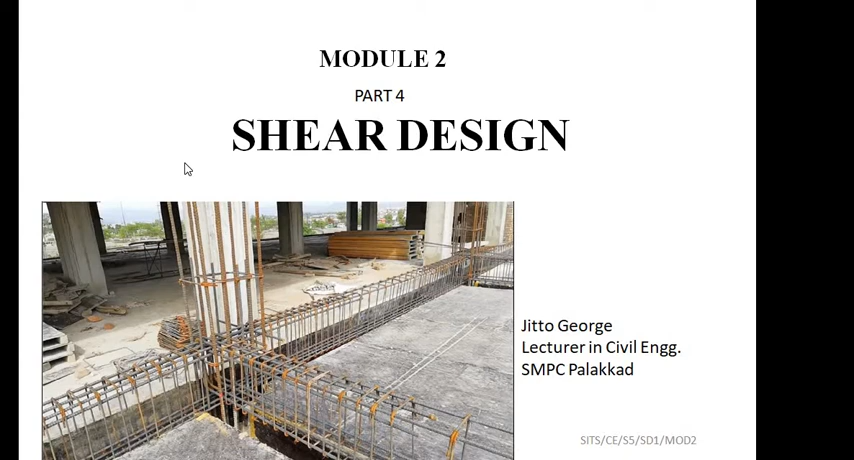 MODULE 2
PART 4
SHEAR DESIGN
Jitto George
Lecturer in Civil Engg.
SMPC Palakkad
SITS/CE/S5/SD1/MOD2